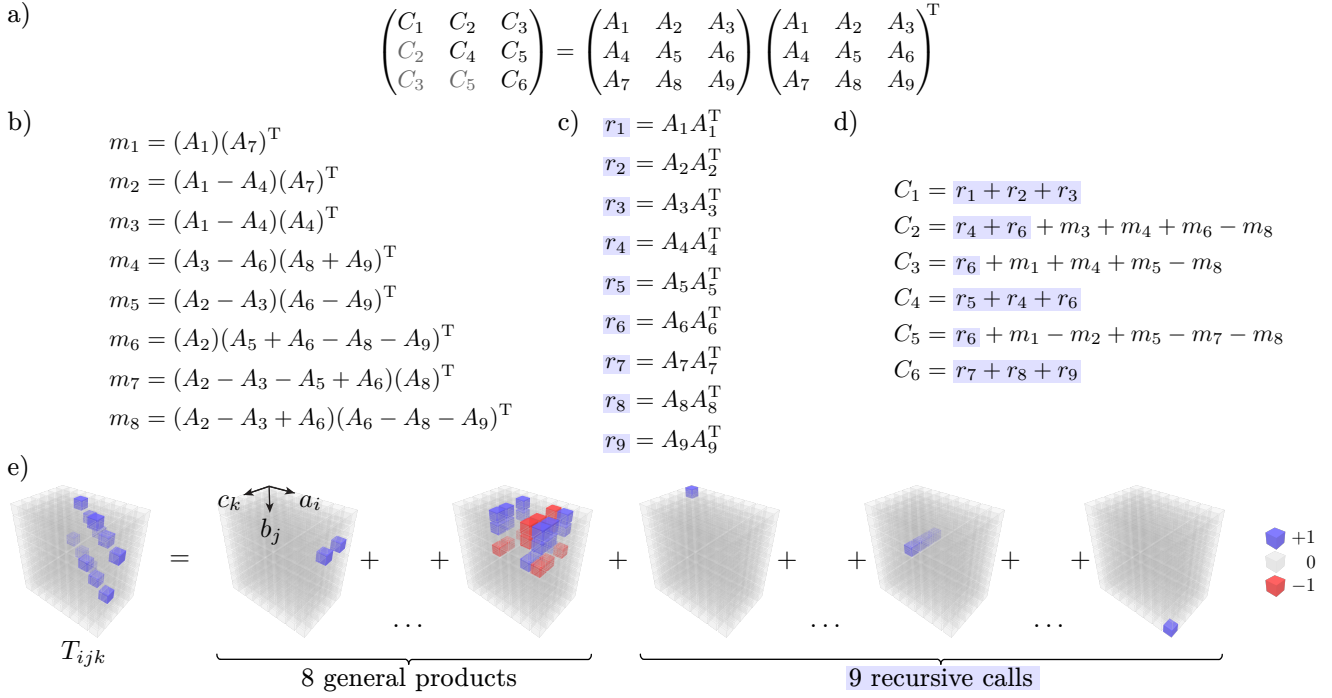 a)
( C₁ C₂ C₃ ) = ( A₁ A₂ A₃ ) ( A₁ A₂ A₃ )ᵀ
( C₂ C₄ C₅ ) ( A₄ A₅ A₆ ) ( A₄ A₅ A₆ )
( C₃ C₅ C₆ ) ( A₇ A₈ A₉ ) ( A₇ A₈ A₉ )
b)
m₁ = (A₁)(A₇)ᵀ
m₂ = (A₁ − A₄)(A₇)ᵀ
m₃ = (A₁ − A₄)(A₄)ᵀ
m₄ = (A₃ − A₆)(A₈ + A₉)ᵀ
m₅ = (A₂ − A₃)(A₆ − A₉)ᵀ
m₆ = (A₂)(A₅ + A₆ − A₈ − A₉)ᵀ
m₇ = (A₂ − A₃ − A₅ + A₆)(A₈)ᵀ
m₈ = (A₂ − A₃ + A₆)(A₆ − A₈ − A₉)ᵀ
c)
r₁ = A₁A₁ᵀ
r₂ = A₂A₂ᵀ
r₃ = A₃A₃ᵀ
r₄ = A₄A₄ᵀ
r₅ = A₅A₅ᵀ
r₆ = A₆A₆ᵀ
r₇ = A₇A₇ᵀ
r₈ = A₈A₈ᵀ
r₉ = A₉A₉ᵀ
d)
C₁ = r₁ + r₂ + r₃
C₂ = r₄ + r₆ + m₃ + m₄ + m₆ − m₈
C₃ = r₆ + m₁ + m₄ + m₅ − m₈
C₄ = r₅ + r₄ + r₆
C₅ = r₆ + m₁ − m₂ + m₅ − m₇ − m₈
C₆ = r₇ + r₈ + r₉
e)
cₖ aᵢ
bⱼ
= + + + + + + +
... ... ...
Tᵢⱼₖ
8 general products
9 recursive calls
+1
0
−1